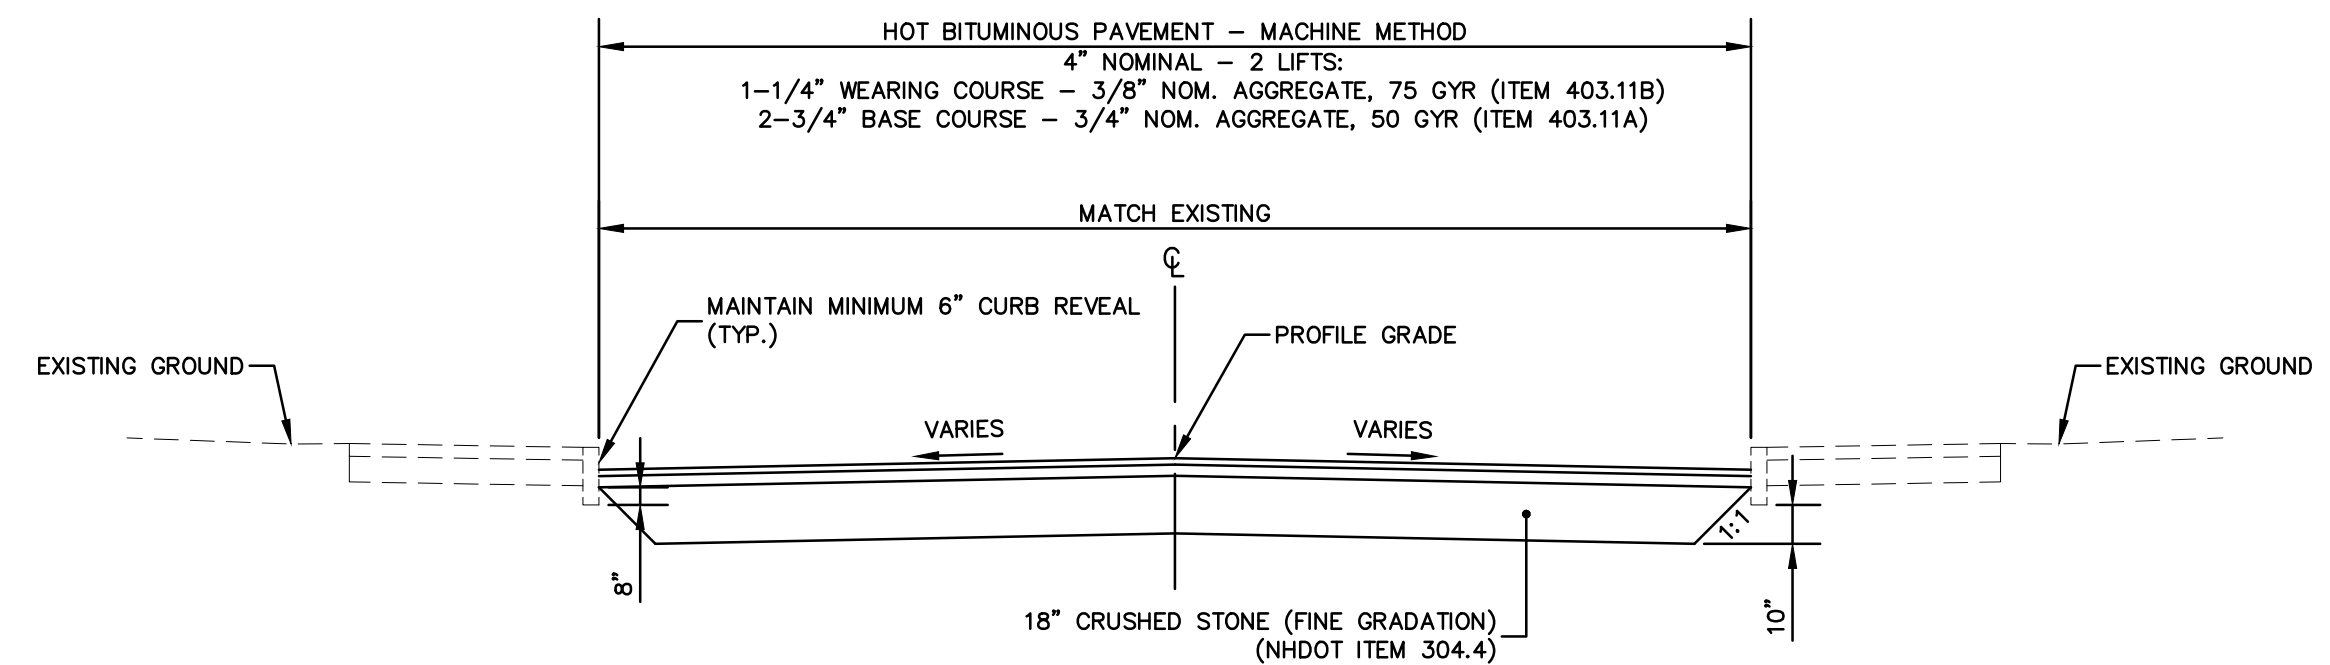 HOT BITUMINOUS PAVEMENT – MACHINE METHOD
4" NOMINAL – 2 LIFTS:
1–1/4" WEARING COURSE – 3/8" NOM. AGGREGATE, 75 GYR (ITEM 403.11B)
2–3/4" BASE COURSE – 3/4" NOM. AGGREGATE, 50 GYR (ITEM 403.11A)
MATCH EXISTING
℄
MAINTAIN MINIMUM 6" CURB REVEAL
(TYP.)
PROFILE GRADE
EXISTING GROUND
EXISTING GROUND
VARIES
VARIES
1:1
8"
10"
18" CRUSHED STONE (FINE GRADATION)
(NHDOT ITEM 304.4)